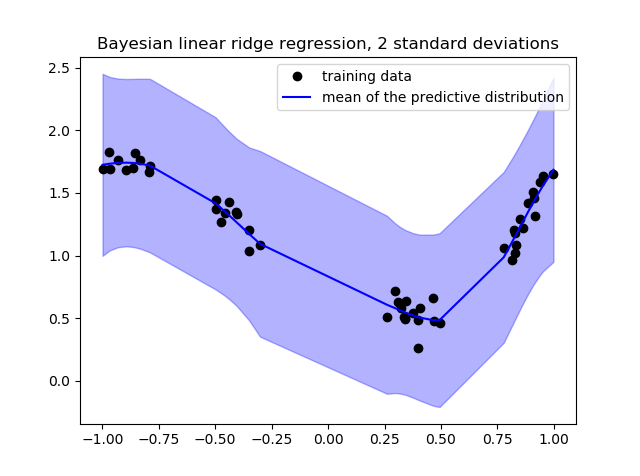 Bayesian linear ridge regression, 2 standard deviations
training data
mean of the predictive distribution
2.5
2.0
1.5
1.0
0.5
0.0
−1.00 −0.75 −0.50 −0.25 0.00 0.25 0.50 0.75 1.00